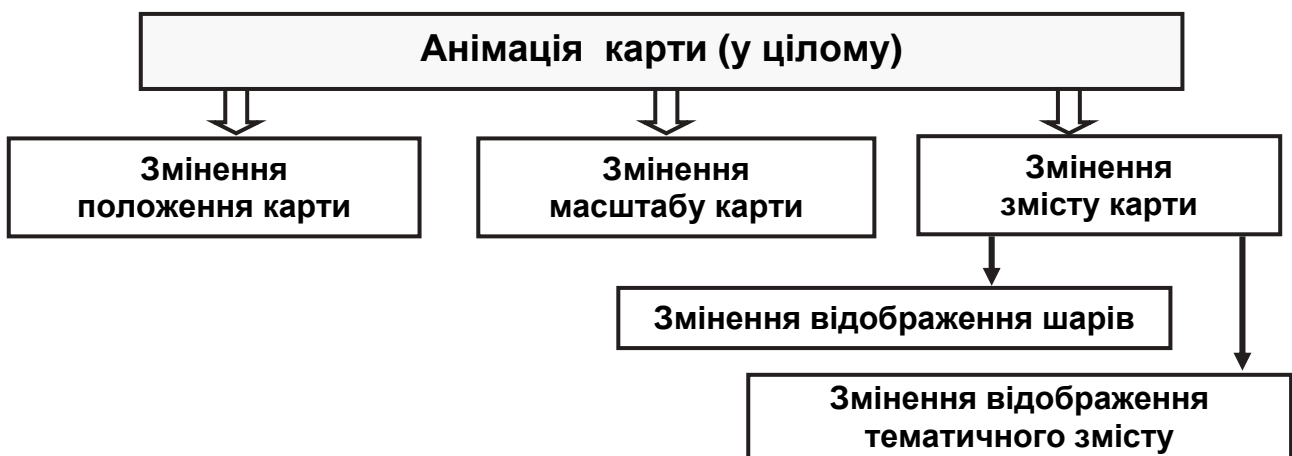 Анімація карти (у цілому)
Змінення
положення карти
Змінення
масштабу карти
Змінення
змісту карти
Змінення відображення шарів
Змінення відображення
тематичного змісту